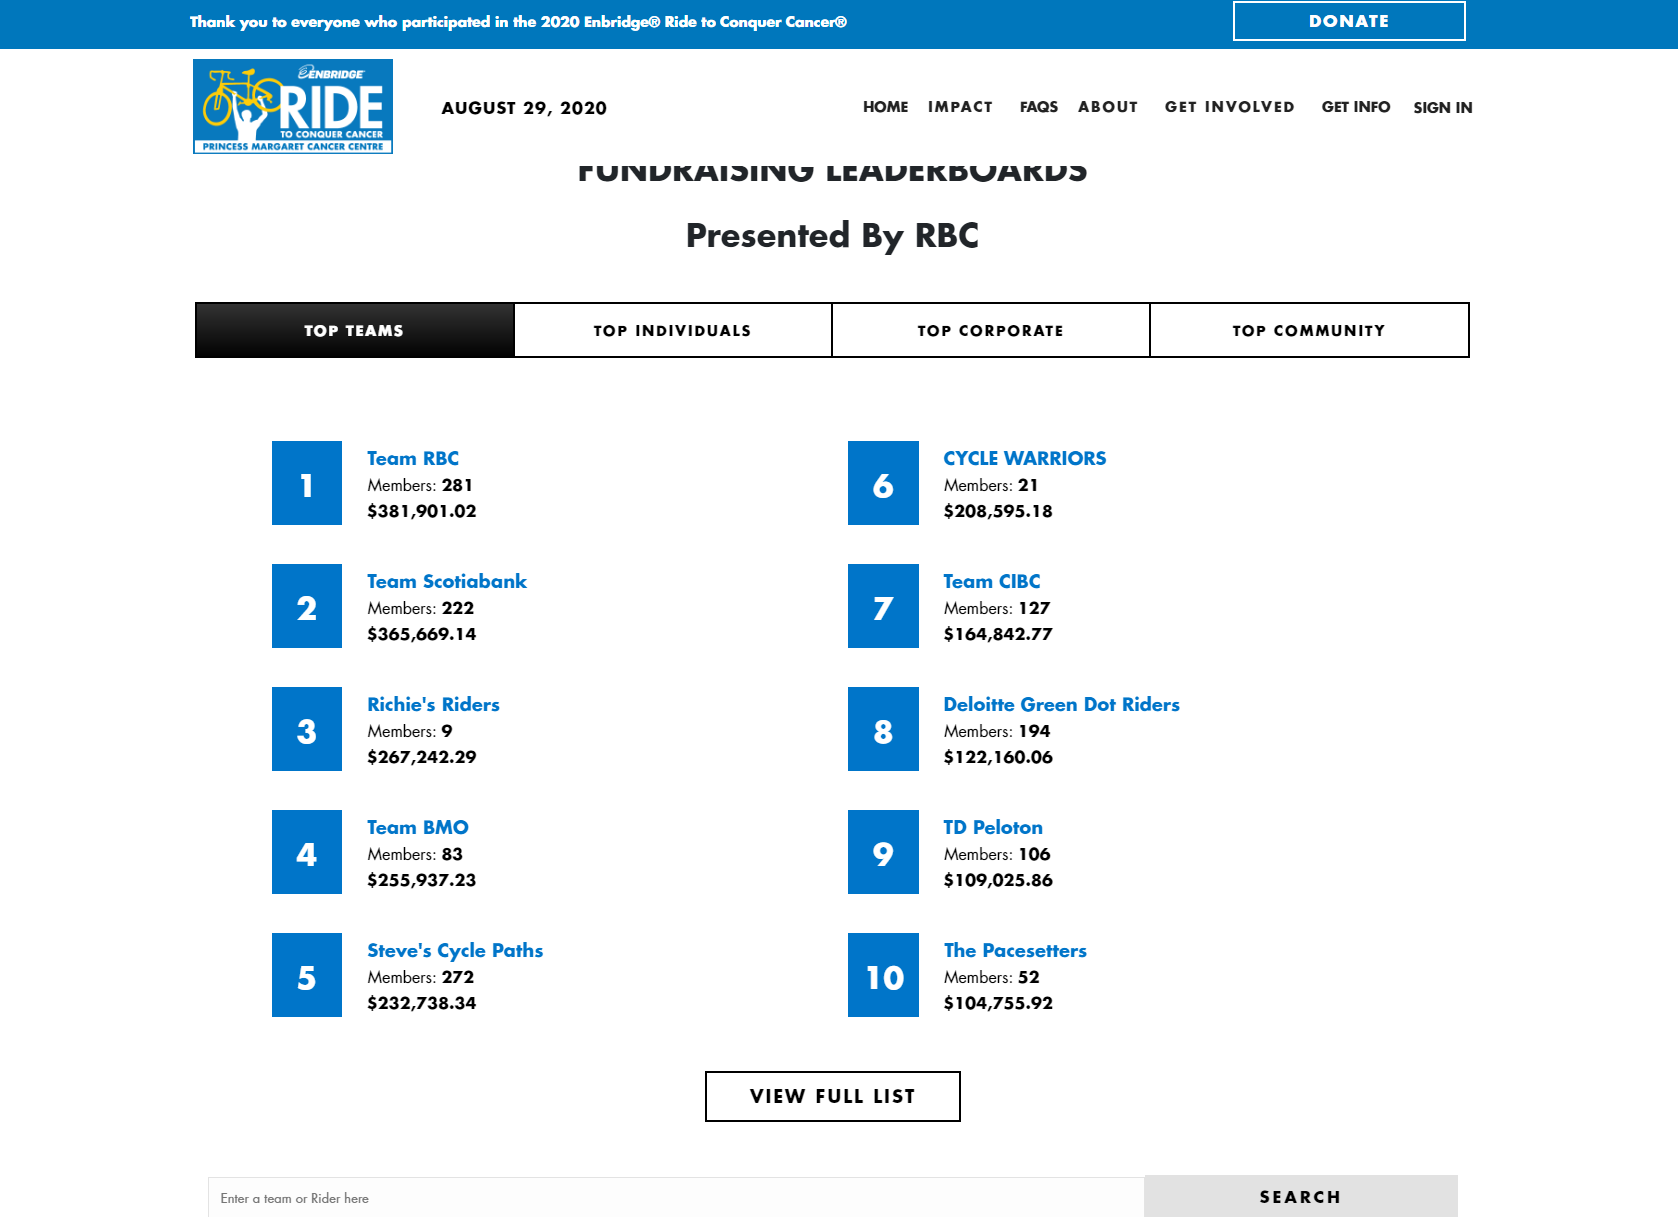 Thank you to everyone who participated in the 2020 Enbridge® Ride to Conquer Cancer®
DONATE
ENBRIDGE
RIDE
TO CONQUER CANCER
PRINCESS MARGARET CANCER CENTRE
AUGUST 29, 2020
HOME IMPACT FAQS ABOUT GET INVOLVED GET INFO SIGN IN
FUNDRAISING LEADERBOARDS
Presented By RBC
TOP TEAMS
TOP INDIVIDUALS
TOP CORPORATE
TOP COMMUNITY
1
Team RBC
Members: 281
$381,901.02
2
Team Scotiabank
Members: 222
$365,669.14
3
Richie's Riders
Members: 9
$267,242.29
4
Team BMO
Members: 83
$255,937.23
5
Steve's Cycle Paths
Members: 272
$232,738.34
6
CYCLE WARRIORS
Members: 21
$208,595.18
7
Team CIBC
Members: 127
$164,842.77
8
Deloitte Green Dot Riders
Members: 194
$122,160.06
9
TD Peloton
Members: 106
$109,025.86
10
The Pacesetters
Members: 52
$104,755.92
VIEW FULL LIST
Enter a team or Rider here
SEARCH